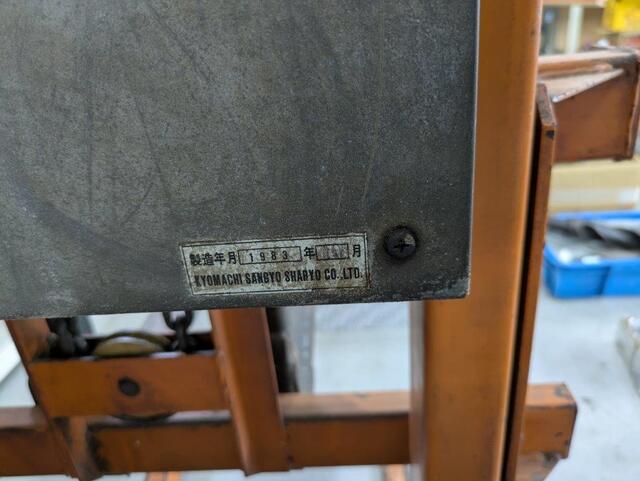 製造年月 1983 年 月
KYOMACHI SANGYO SHARYO CO.,LTD.